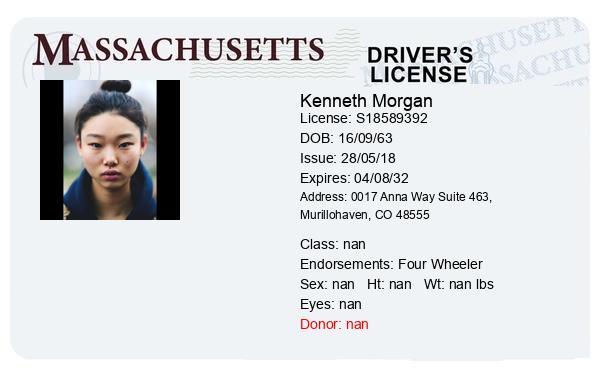 MASSACHUSETTS
DRIVER'S
LICENSE
Kenneth Morgan
License: S18589392
DOB: 16/09/63
Issue: 28/05/18
Expires: 04/08/32
Address: 0017 Anna Way Suite 463,
Murillohaven, CO 48555
Class: nan
Endorsements: Four Wheeler
Sex: nan Ht: nan Wt: nan lbs
Eyes: nan
Donor: nan